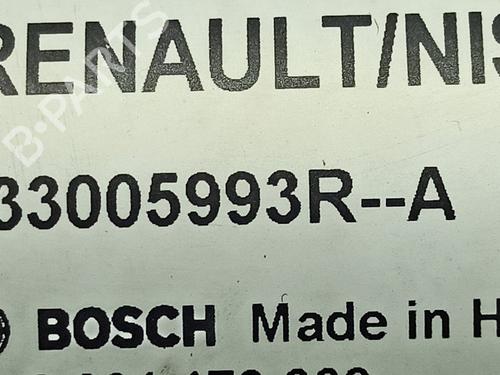 RENAULT/NIS
33005993R--A
BOSCH Made in H
B-PARTS